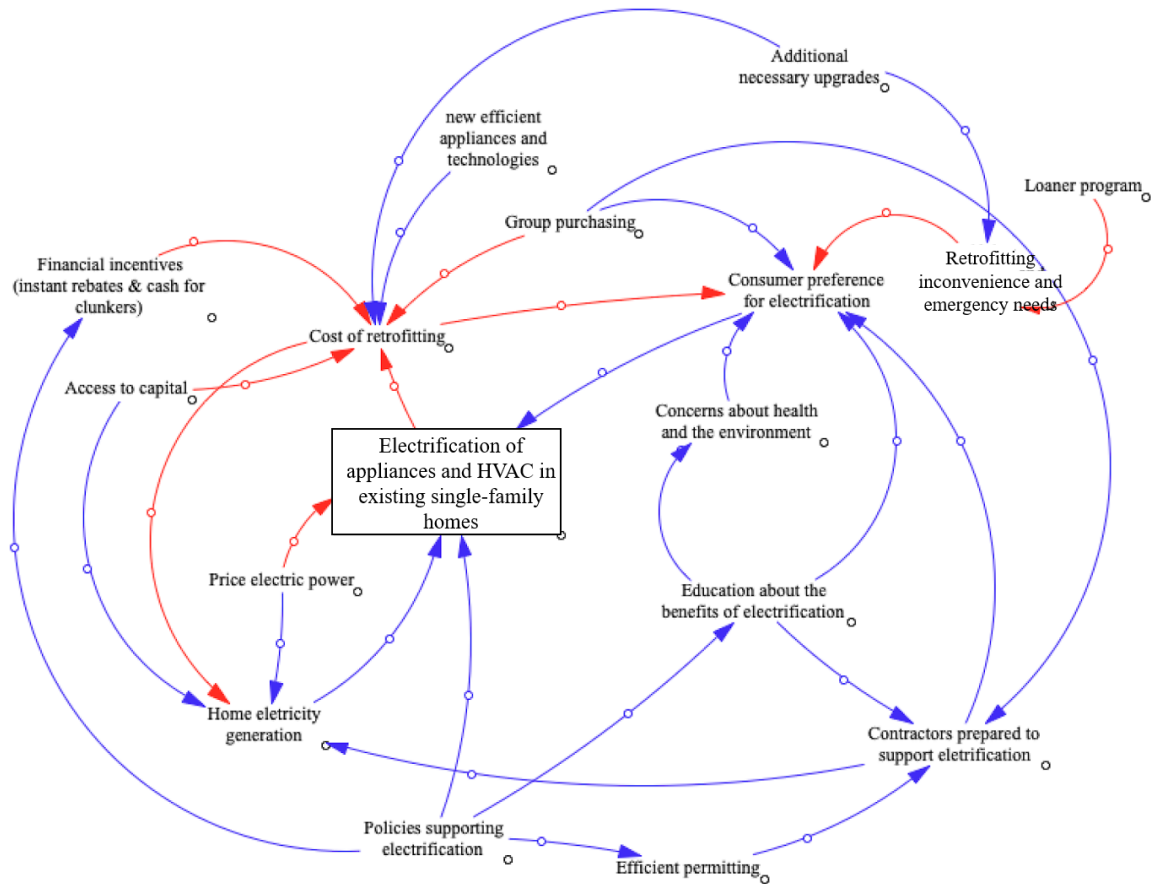 Additional
necessary upgrades
new efficient
appliances and
technologies
Loaner program
Group purchasing
Financial incentives
(instant rebates & cash for
clunkers)
Consumer preference
for electrification
Retrofitting
inconvenience and
emergency needs
Cost of retrofitting
Access to capital
Concerns about health
and the environment
Electrification of
appliances and HVAC in
existing single-family
homes
Price electric power
Education about the
benefits of electrification
Home eletricity
generation
Contractors prepared to
support eletrification
Policies supporting
electrification
Efficient permitting